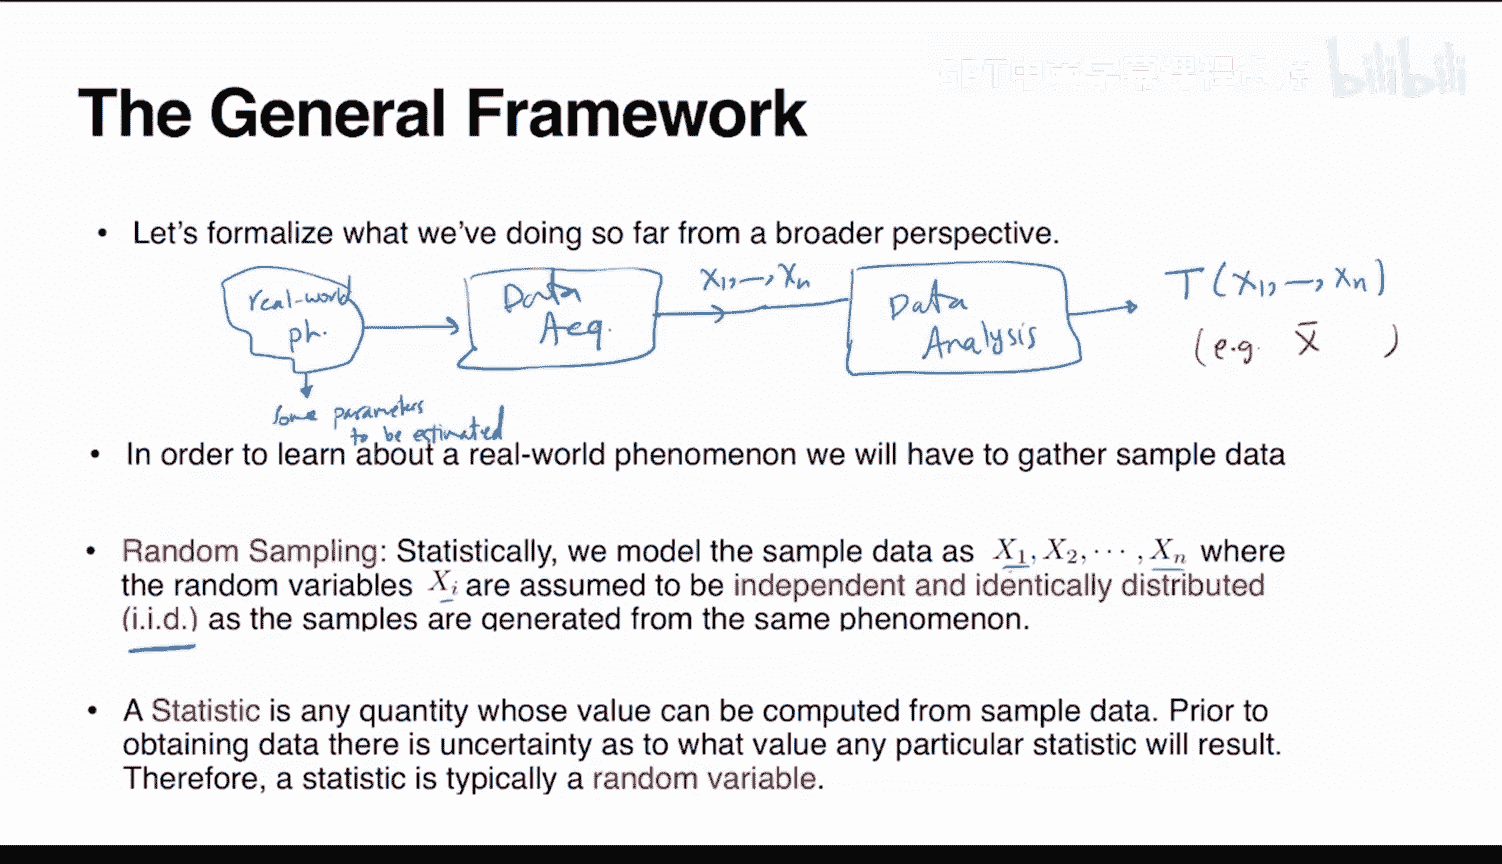 bilibili
The General Framework
• Let's formalize what we've doing so far from a broader perspective.
real-world
ph.
Data
Acq.
X₁, —, Xₙ
Data
Analysis
T(X₁, —, Xₙ)
(e.g. X̄ )
some parameters
to be estimated
• In order to learn about a real-world phenomenon we will have to gather sample data
• Random Sampling: Statistically, we model the sample data as X₁, X₂, ⋯ , Xₙ where
the random variables Xᵢ are assumed to be independent and identically distributed
(i.i.d.) as the samples are generated from the same phenomenon.
• A Statistic is any quantity whose value can be computed from sample data. Prior to
obtaining data there is uncertainty as to what value any particular statistic will result.
Therefore, a statistic is typically a random variable.